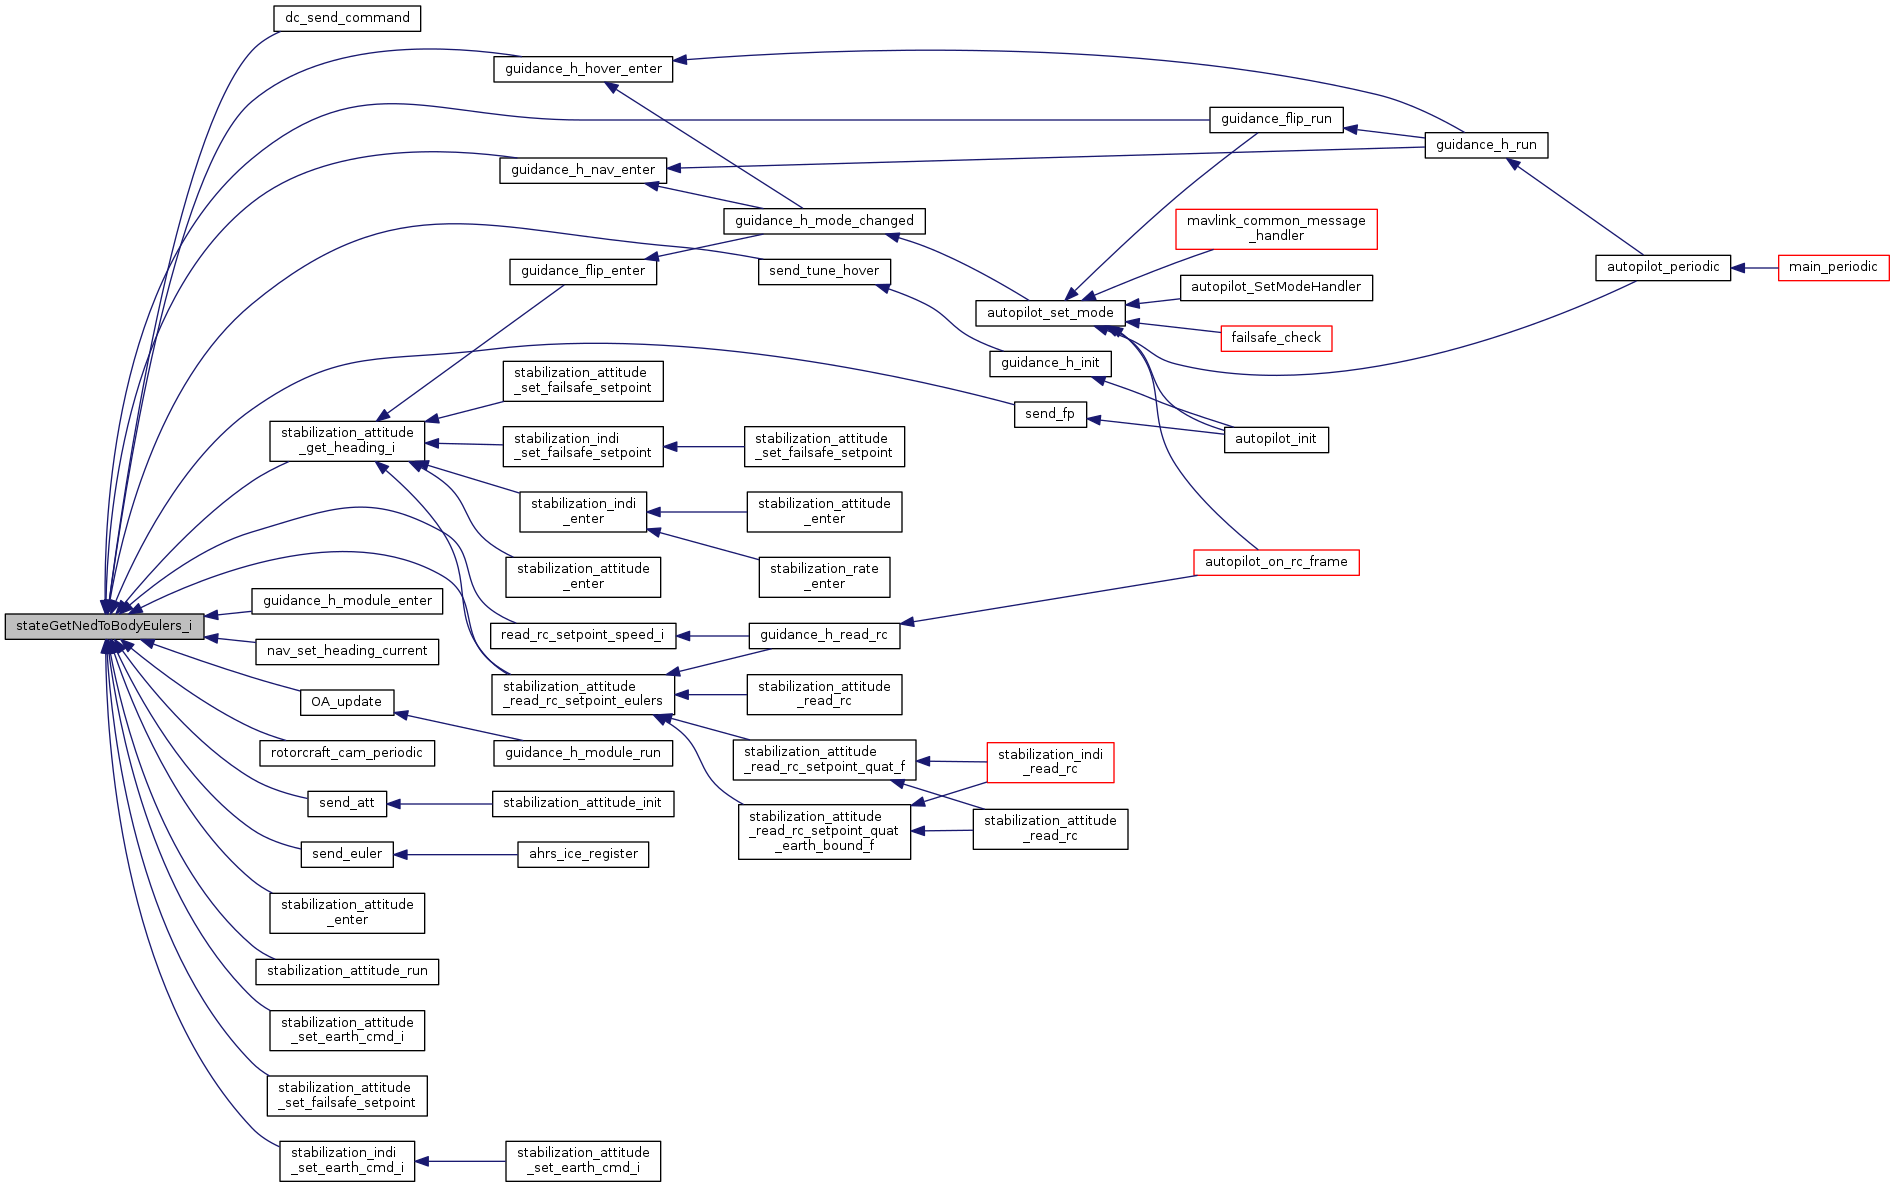 dc_send_command
guidance_h_hover_enter
guidance_flip_run
guidance_h_run
guidance_h_nav_enter
guidance_h_mode_changed
mavlink_common_message
_handler
guidance_flip_enter
send_tune_hover
autopilot_SetModeHandler
autopilot_periodic
main_periodic
autopilot_set_mode
failsafe_check
guidance_h_init
stabilization_attitude
_set_failsafe_setpoint
send_fp
autopilot_init
stabilization_attitude
_get_heading_i
stabilization_indi
_set_failsafe_setpoint
stabilization_attitude
_set_failsafe_setpoint
stabilization_indi
_enter
stabilization_attitude
_enter
stabilization_attitude
_enter
stabilization_rate
_enter
autopilot_on_rc_frame
guidance_h_module_enter
stateGetNedToBodyEulers_i
read_rc_setpoint_speed_i
guidance_h_read_rc
nav_set_heading_current
stabilization_attitude
_read_rc_setpoint_eulers
stabilization_attitude
_read_rc
OA_update
rotorcraft_cam_periodic
guidance_h_module_run
stabilization_attitude
_read_rc_setpoint_quat_f
stabilization_indi
_read_rc
send_att
stabilization_attitude_init
stabilization_attitude
_read_rc_setpoint_quat
_earth_bound_f
stabilization_attitude
_read_rc
send_euler
ahrs_ice_register
stabilization_attitude
_enter
stabilization_attitude_run
stabilization_attitude
_set_earth_cmd_i
stabilization_attitude
_set_failsafe_setpoint
stabilization_indi
_set_earth_cmd_i
stabilization_attitude
_set_earth_cmd_i